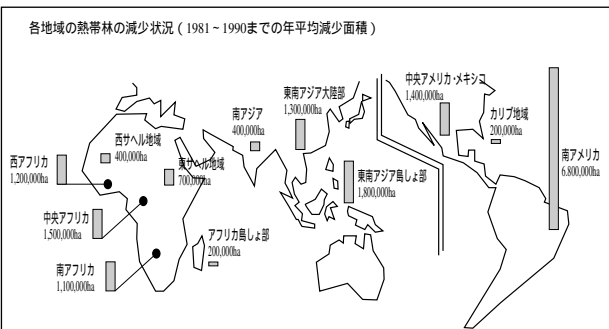 各地域の熱帯林の減少状況(1981~1990までの年平均減少面積)
西アフリカ
1,200,000ha
西サヘル地域
400,000ha
東サヘル地域
700,000ha
中央アフリカ
1,500,000ha
南アフリカ
1,100,000ha
アフリカ島しょ部
200,000ha
南アジア
400,000ha
東南アジア大陸部
1,300,000ha
東南アジア島しょ部
1,800,000ha
中央アメリカ・メキシコ
1,400,000ha
カリブ地域
200,000ha
南アメリカ
6.800,000ha